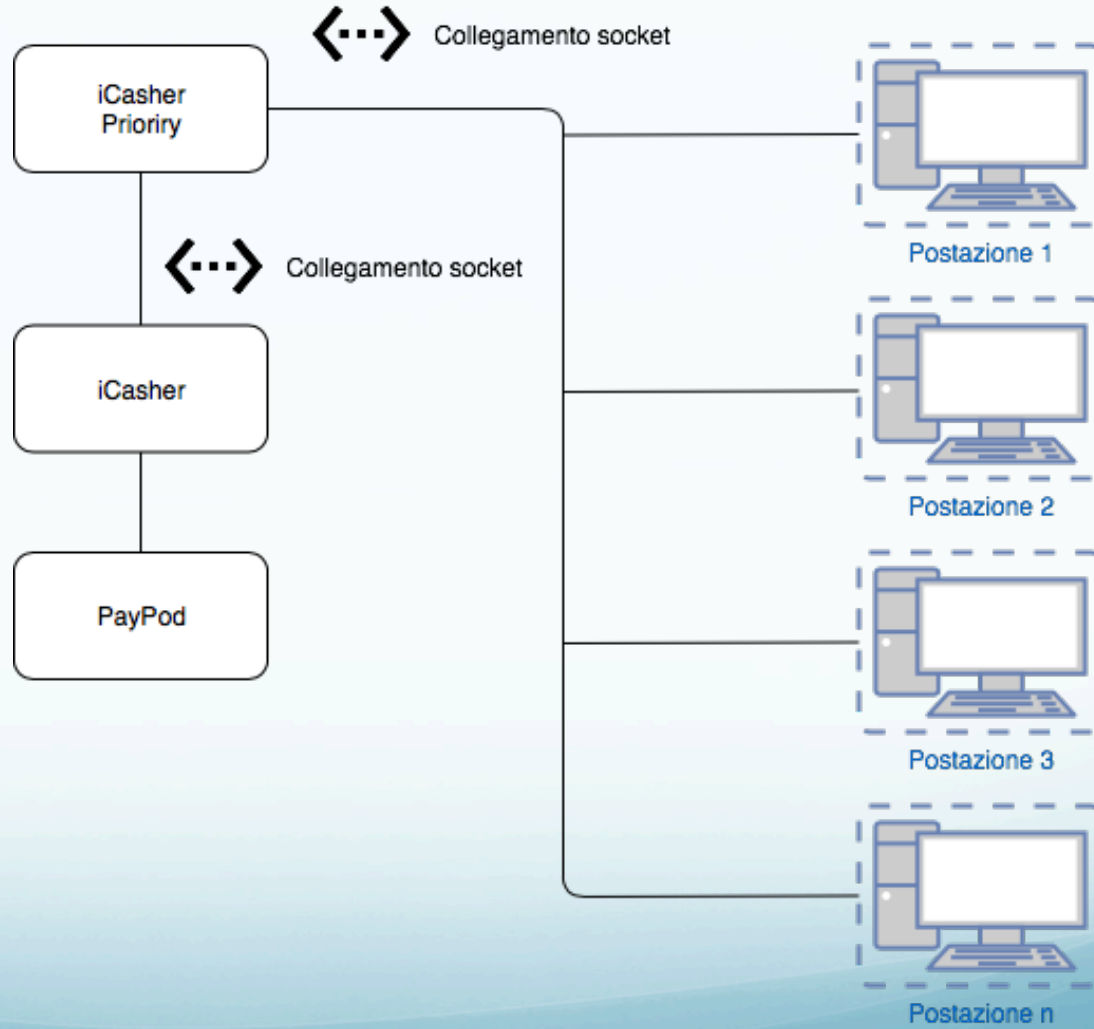 Collegamento socket
iCasher
Prioriry
Postazione 1
Collegamento socket
iCasher
Postazione 2
PayPod
Postazione 3
Postazione n